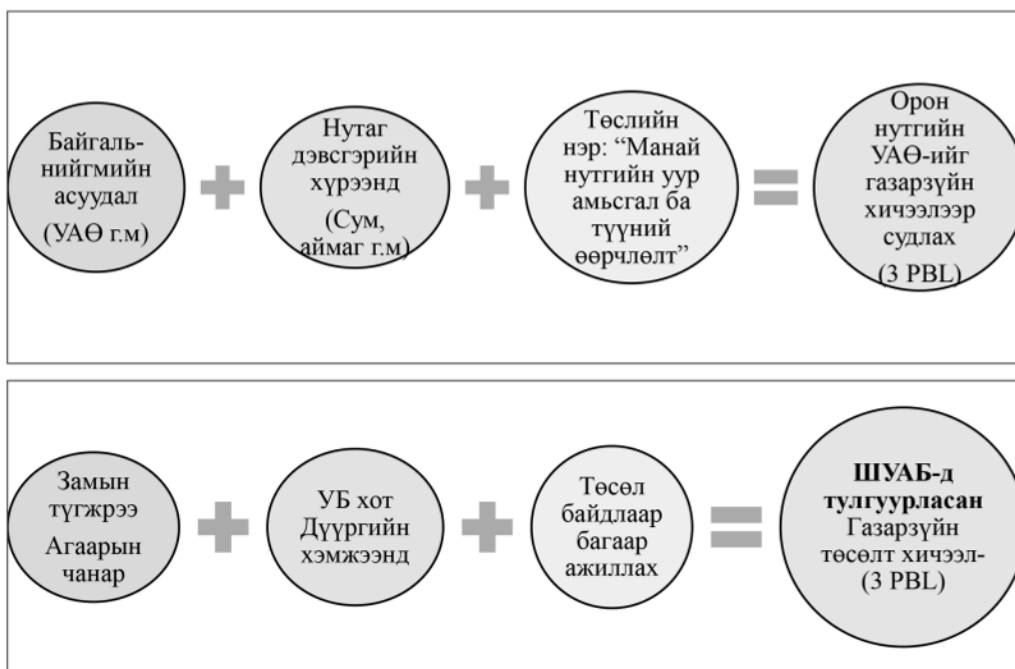 Байгаль-
нийгмийн
асуудал
(УАӨ г.м)
Нутаг
дэвсгэрийн
хүрээнд
(Сум,
аймаг г.м)
Төслийн
нэр: “Манай
нутгийн уур
амьсгал ба
түүний
өөрчлөлт”
Орон
нутгийн
УАӨ-ийг
газарзүйн
хичээлээр
судлах
(3 PBL)
Замын
түгжрээ
Агаарын
чанар
УБ хот
Дүүргийн
хэмжээнд
Төсөл
байдлаар
багаар
ажиллах
ШУАБ-д
тулгуурласан
Газарзүйн
төсөлт хичээл-
(3 PBL)